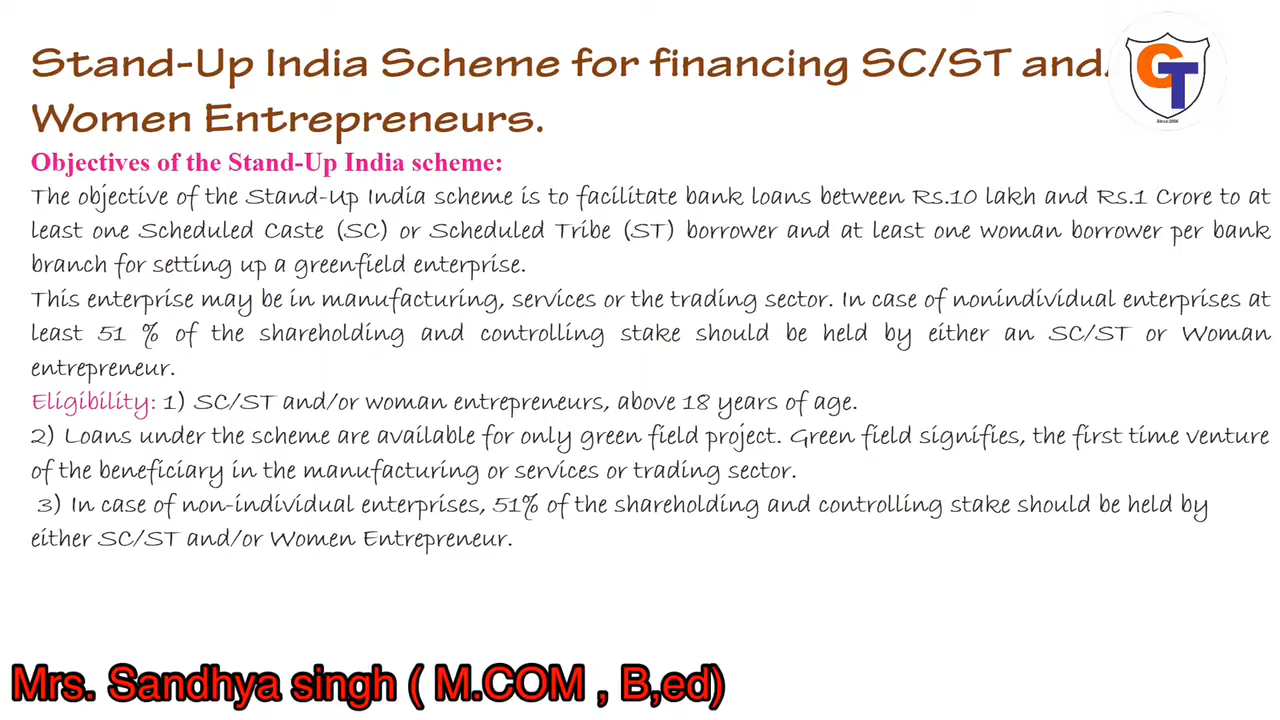 Stand-Up India Scheme for financing SC/ST and/
Women Entrepreneurs.
GT
Since:2006
Objectives of the Stand-Up India scheme:
The objective of the Stand-Up India scheme is to facilitate bank loans between Rs.10 lakh and Rs.1 Crore to at
least one Scheduled Caste (SC) or Scheduled Tribe (ST) borrower and at least one woman borrower per bank
branch for setting up a greenfield enterprise.
This enterprise may be in manufacturing, services or the trading sector. In case of nonindividual enterprises at
least 51 % of the shareholding and controlling stake should be held by either an SC/ST or Woman
entrepreneur.
Eligibility: 1) SC/ST and/or woman entrepreneurs, above 18 years of age.
2) Loans under the scheme are available for only green field project. Green field signifies, the first time venture
of the beneficiary in the manufacturing or services or trading sector.
3) In case of non-individual enterprises, 51% of the shareholding and controlling stake should be held by
either SC/ST and/or Women Entrepreneur.
Mrs. Sandhya singh ( M.COM , B,ed)